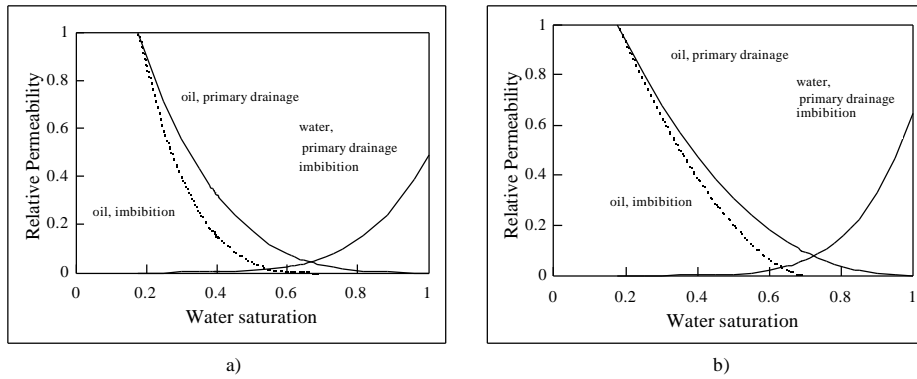 1
0.8
0.6
0.4
0.2
0
Relative Permeability
oil, primary drainage
water,
primary drainage
imbibition
oil, imbibition
0 0.2 0.4 0.6 0.8 1
Water saturation
a)
1
0.8
0.6
0.4
0.2
0
Relative Permeability
oil, primary drainage
water,
primary drainage
imbibition
oil, imbibition
0 0.2 0.4 0.6 0.8 1
Water saturation
b)